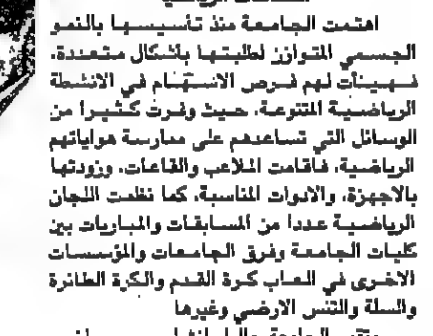 اهتمت الجامعة منذ تأسيسها بالنمو
الجسمي المتوازن لطلبتها بأشكال متعددة،
فهيئات لهم فرص الاسهام في الانشطة
الرياضية المتنوعة، حيث وفرت كثيرا من
الوسائل التي تساعدهم على ممارسة هواياتهم
الرياضية، فأقامت الملاعب والقاعات، وزودتها
بالاجهزة، والادوات المناسبة، كما نظمت اللجان
الرياضية عددا من المسابقات والمباريات بين
كليات الجامعة وفرق الجامعات والمؤسسات
الاخرى في العاب كرة القدم والكرة الطائرة
والسلة والتنس الارضي وغيرها